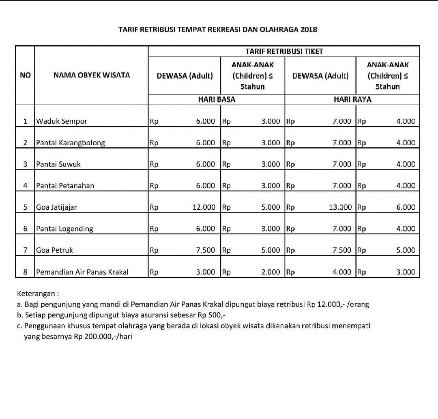 TARIF RETRIBUSI TEMPAT REKREASI DAN OLAHRAGA 2018
TARIF RETRIBUSI TIKET
NO NAMA OBYEK WISATA DEWASA (Adult) ANAK-ANAK (Children) ≤ 5tahun DEWASA (Adult) ANAK-ANAK (Children) ≤ 5tahun
HARI BASA HARI RAYA
1 Waduk Sempor Rp 6.000 Rp 3.000 Rp 7.000 Rp 4.000
2 Pantai Karangbolong Rp 6.000 Rp 3.000 Rp 7.000 Rp 4.000
3 Pantai Suwuk Rp 6.000 Rp 3.000 Rp 7.000 Rp 4.000
4 Pantai Petanahan Rp 6.000 Rp 3.000 Rp 7.000 Rp 4.000
5 Goa Jatijajar Rp 12.000 Rp 5.000 Rp 13.000 Rp 6.000
6 Pantai Logending Rp 6.000 Rp 3.000 Rp 7.000 Rp 4.000
7 Goa Petruk Rp 7.500 Rp 5.000 Rp 7.500 Rp 5.000
8 Pemandian Air Panas Krakal Rp 3.000 Rp 2.000 Rp 4.000 Rp 3.000
Keterangan :
a. Bagi pengunjung yang mandi di Pemandian Air Panas Krakal dipungut biaya retribusi Rp 12.000,- /orang
b. Setiap pengunjung dipungut biaya asuransi sebesar Rp 500,-
c. Penggunaan khusus tempat olahraga yang berada di lokasi obyek wisata dikenakan retribusi menempati
yang besarnya Rp 200.000,-/hari